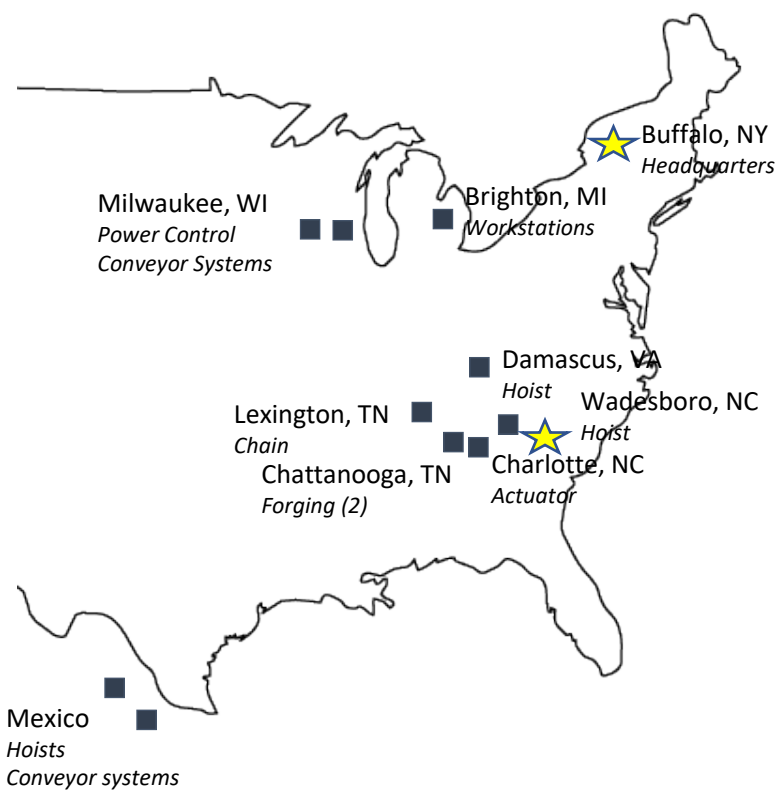 Buffalo, NY
Headquarters
Milwaukee, WI
Power Control
Conveyor Systems
Brighton, MI
Workstations
Damascus, VA
Hoist
Wadesboro, NC
Hoist
Lexington, TN
Chain
Charlotte, NC
Actuator
Chattanooga, TN
Forging (2)
Mexico
Hoists
Conveyor systems